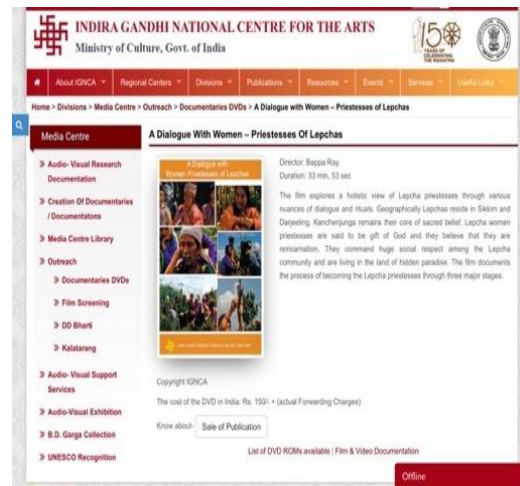 INDIRA GANDHI NATIONAL CENTRE FOR THE ARTS
Ministry of Culture, Govt. of India
150
YEARS OF
CELEBRATING
THE MAHATMA
About IGNCA
Regional Centers
Divisions
Publications
Resources
Events
Services
Useful Links
Home > Divisions > Media Centre > Outreach > Documentaries DVDs > A Dialogue with Women – Priestesses of Lepchas
Media Centre
» Audio- Visual Research
Documentation
» Creation Of Documentaries
/ Documentatons
» Media Centre Library
» Outreach
» Documentaries DVDs
» Film Screening
» DD Bharti
» Kalatarang
» Audio- Visual Support
Services
» Audio-Visual Exhibition
» B.D. Garga Collection
» UNESCO Recognition
A Dialogue With Women – Priestesses Of Lepchas
A Dialogue with
Women Priestesses of Lepchas
Director: Bappa Ray
Duration: 33 min, 53 sec
The film explores a holistic view of Lepcha priestesses through various
nuances of dialogue and rituals. Geographically Lepchas reside in Sikkim and
Darjeeling. Kanchenjunga remains their core of sacred belief. Lepcha women
priestesses are said to be gift of God and they believe that they are
reincarnation. They command huge social respect among the Lepcha
community and are living in the land of hidden paradise. The film documents
the process of becoming the Lepcha priestesses through three major stages.
Copyright IGNCA
The cost of the DVD in India: Rs. 150/- + (actual Forwarding Charges)
Know about- Sale of Publication
List of DVD ROMs available | Film & Video Documentation
Offline